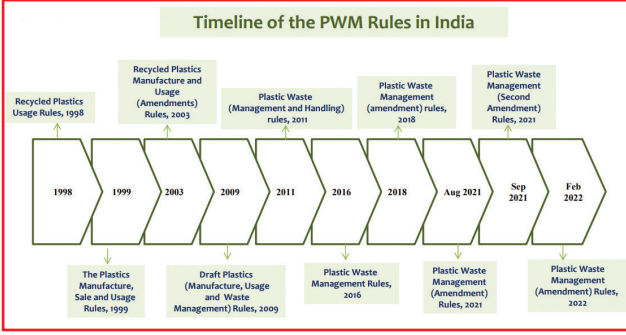 Timeline of the PWM Rules in India
Recycled Plastics
Usage Rules, 1998
Recycled Plastics
Manufacture and
Usage
(Amendments)
Rules, 2003
Plastic Waste
(Management and Handling)
rules, 2011
Plastic Waste
Management
(amendment) rules,
2018
Plastic Waste
Management
(Second
Amendment)
Rules, 2021
1998
1999
2003
2009
2011
2016
2018
Aug 2021
Sep
2021
Feb
2022
The Plastics
Manufacture,
Sale and Usage
Rules, 1999
Draft Plastics
(Manufacture, Usage
and Waste
Management) Rules, 2009
Plastic Waste
Management Rules,
2016
Plastic Waste
Management
(Amendment) Rules,
2021
Plastic Waste
Management
(Amendment) Rules,
2022